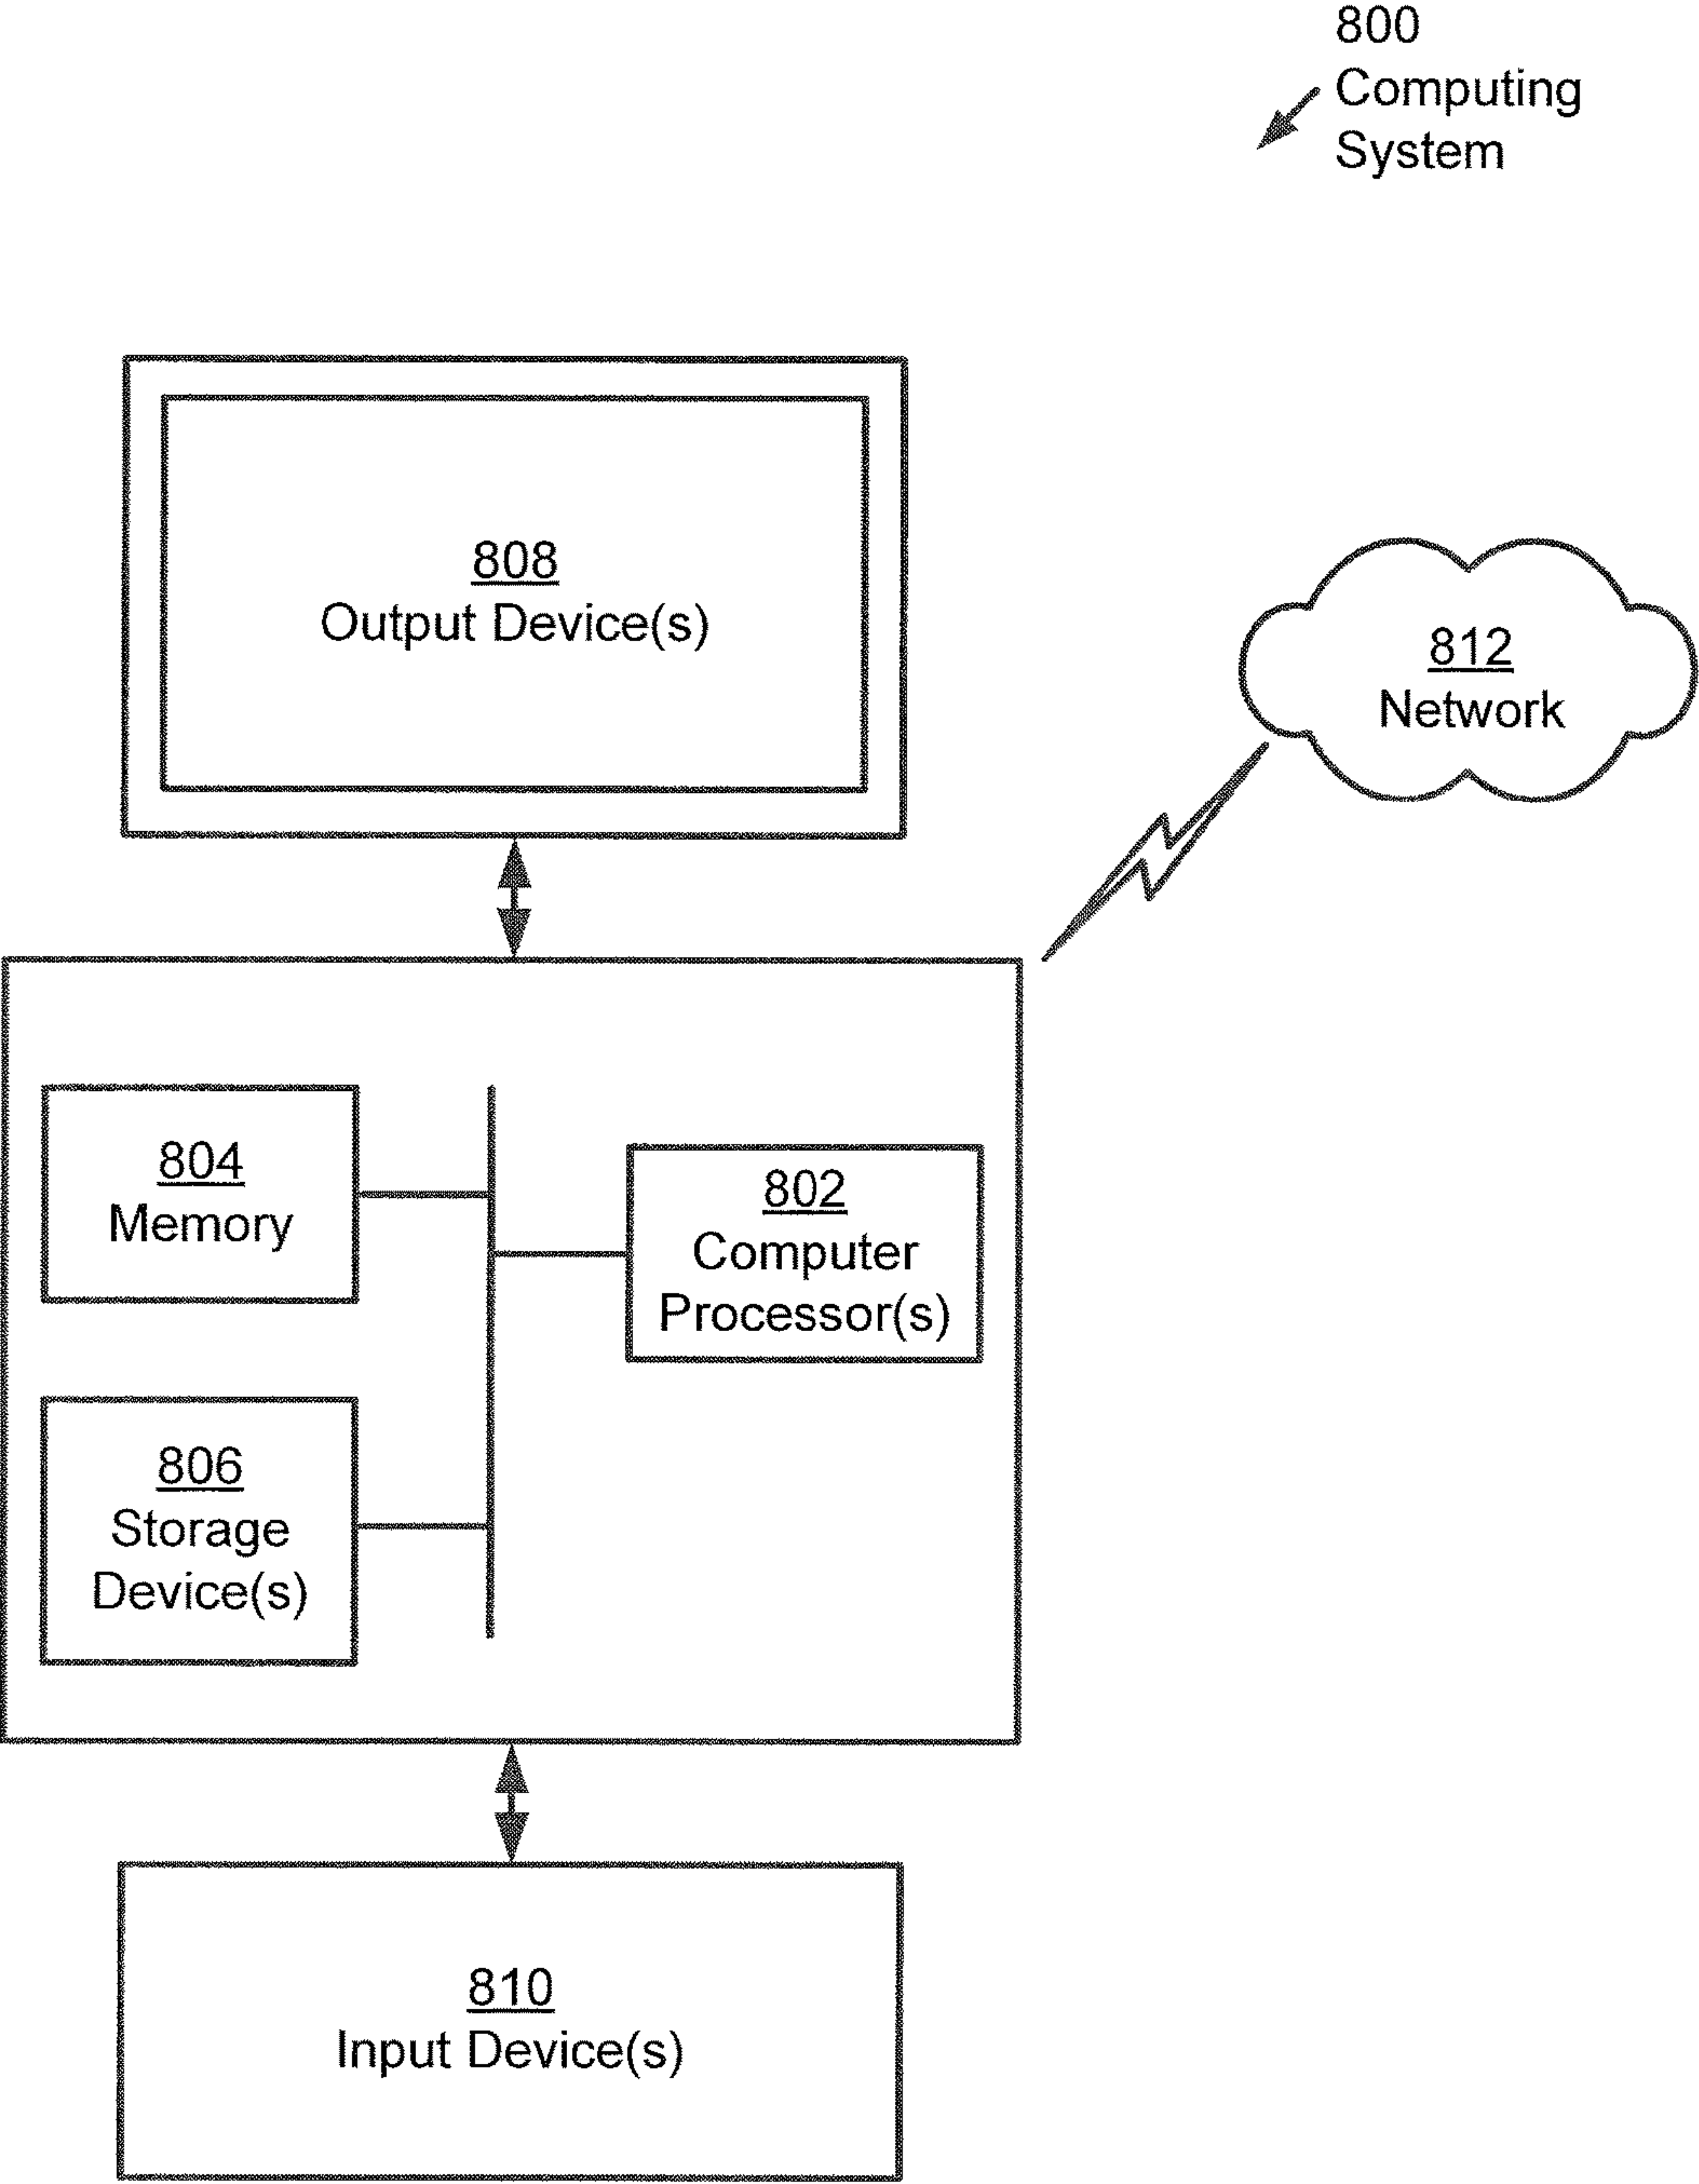 800
Computing
System
808
Output Device(s)
812
Network
804
Memory
802
Computer
Processor(s)
806
Storage
Device(s)
810
Input Device(s)